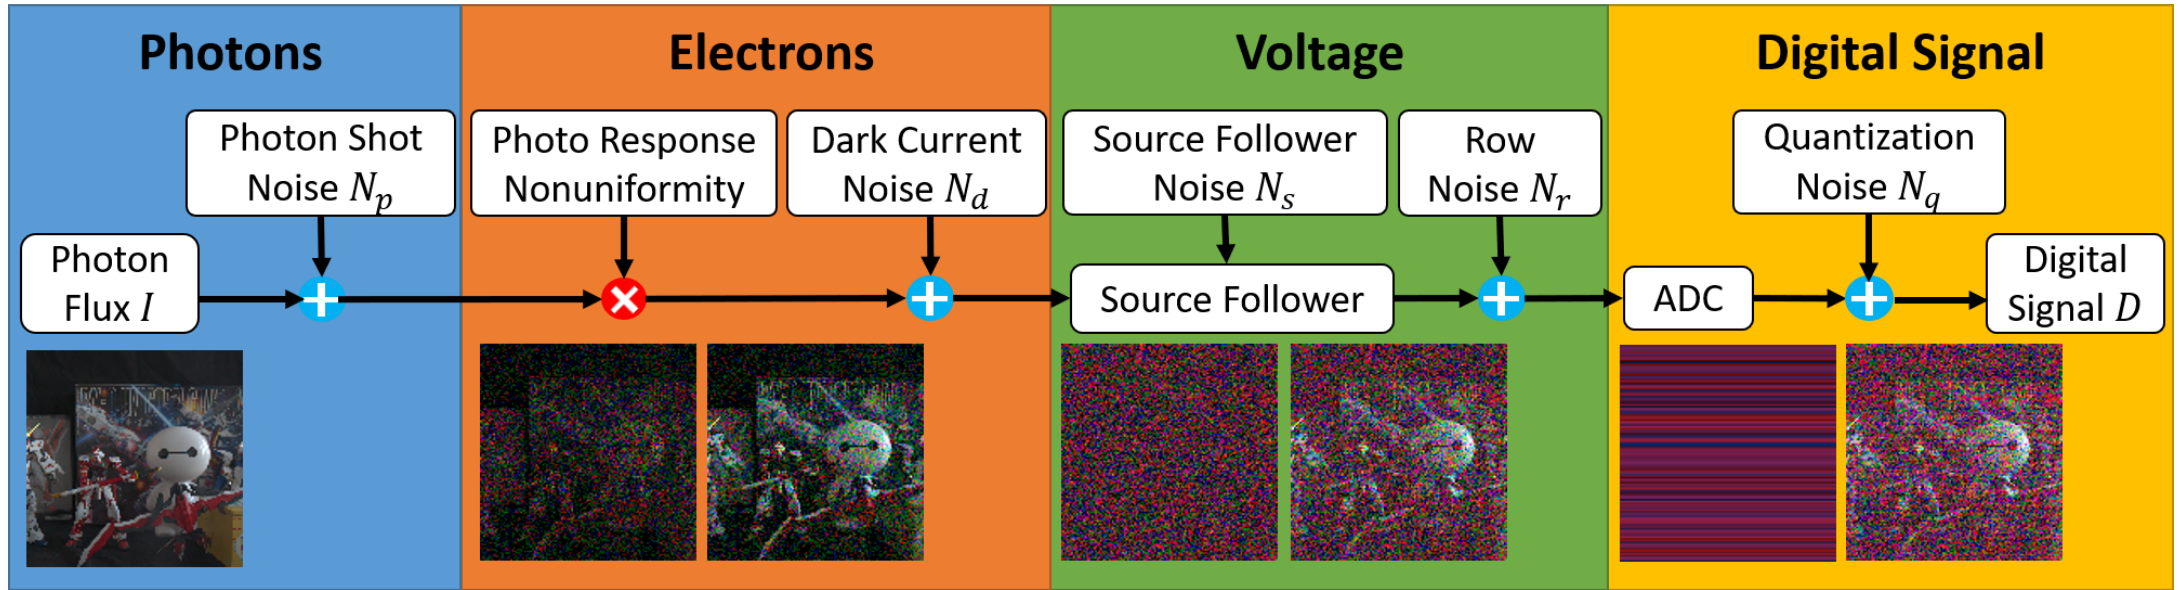 Photons
Electrons
Voltage
Digital Signal
Photon Shot
Noise N_p
Photo Response
Nonuniformity
Dark Current
Noise N_d
Source Follower
Noise N_s
Row
Noise N_r
Quantization
Noise N_q
Photon
Flux I
Source Follower
ADC
Digital
Signal D